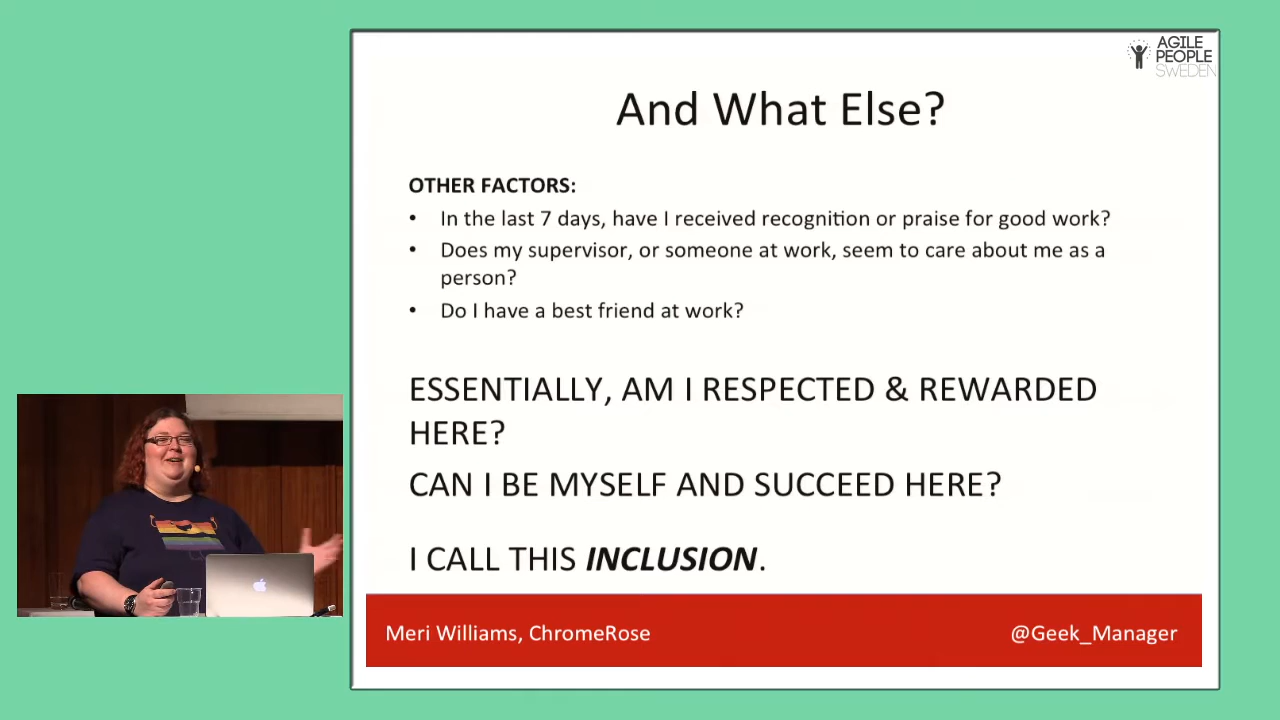 AGILE
PEOPLE
SWEDEN
And What Else?
OTHER FACTORS:
• In the last 7 days, have I received recognition or praise for good work?
• Does my supervisor, or someone at work, seem to care about me as a
person?
• Do I have a best friend at work?
ESSENTIALLY, AM I RESPECTED & REWARDED
HERE?
CAN I BE MYSELF AND SUCCEED HERE?
I CALL THIS INCLUSION.
Meri Williams, ChromeRose
@Geek_Manager